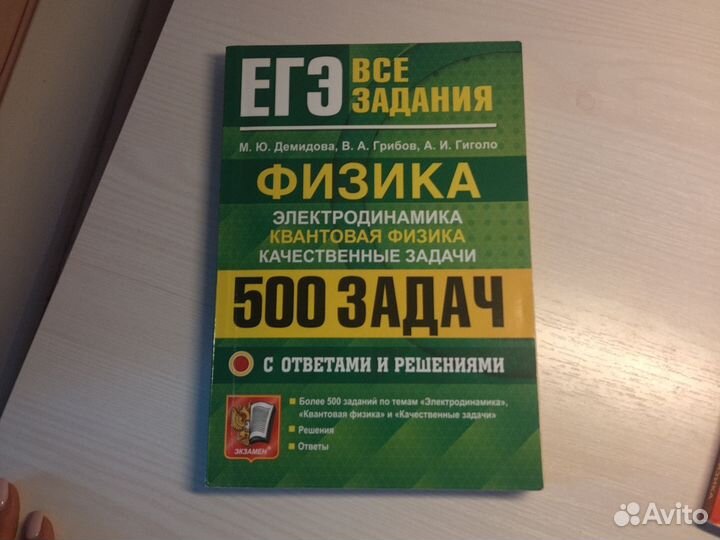 ЕГЭ ВСЕ
ЗАДАНИЯ
М. Ю. Демидова, В. А. Грибов, А. И. Гиголо
ФИЗИКА
ЭЛЕКТРОДИНАМИКА
КВАНТОВАЯ ФИЗИКА
КАЧЕСТВЕННЫЕ ЗАДАЧИ
500 ЗАДАЧ
С ОТВЕТАМИ И РЕШЕНИЯМИ
Более 500 заданий по темам «Электродинамика»,
«Квантовая физика» и «Качественные задачи»
Решения
Ответы
ЭКЗАМЕН®
Avito